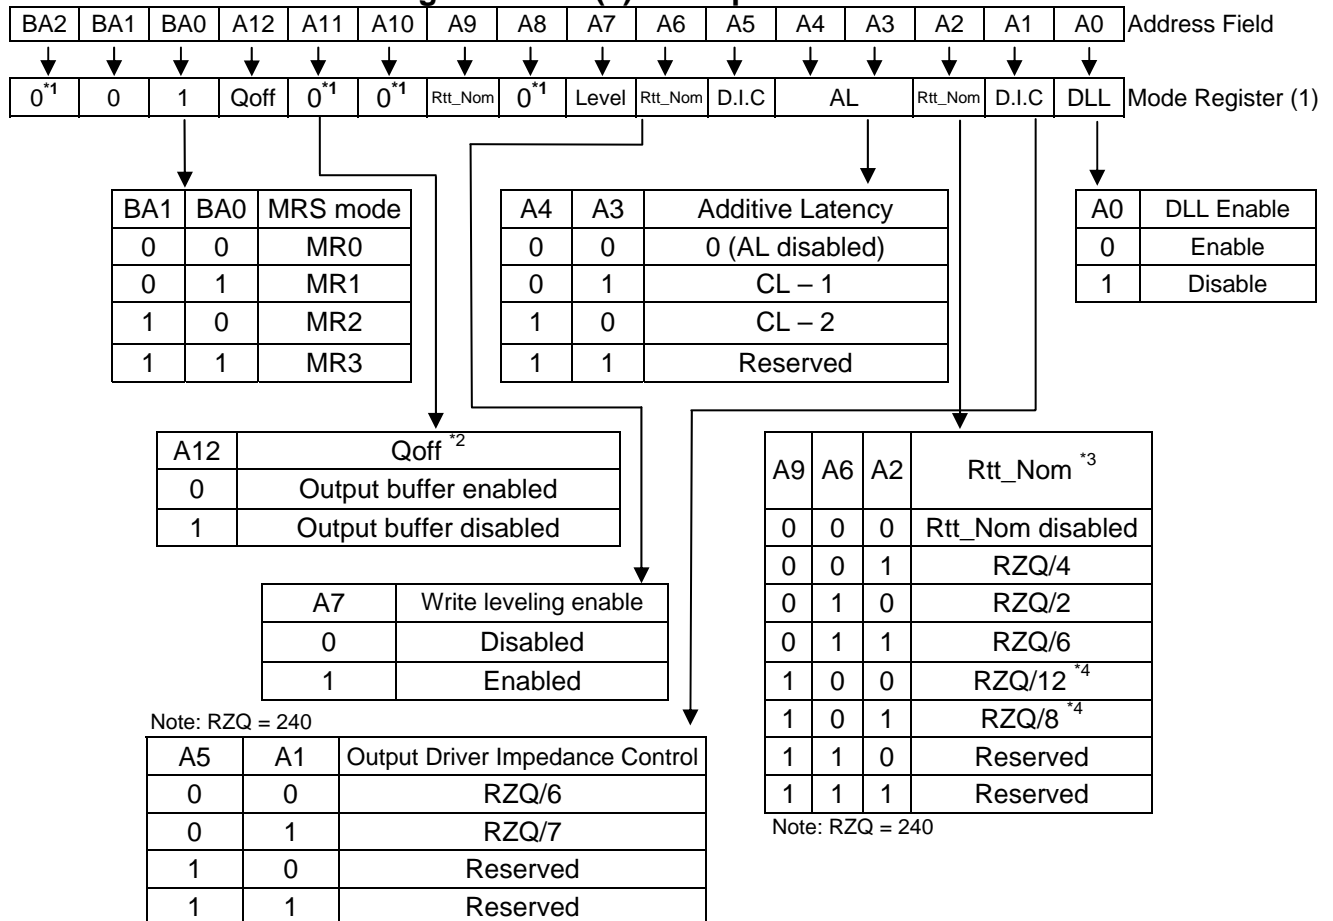 BA2 BA1 BA0 A12 A11 A10 A9 A8 A7 A6 A5 A4 A3 A2 A1 A0 Address Field
0*1 0 1 Qoff 0*1 0*1 Rtt_Nom 0*1 Level Rtt_Nom D.I.C AL Rtt_Nom D.I.C DLL Mode Register (1)
BA1 BA0 MRS mode
0 0 MR0
0 1 MR1
1 0 MR2
1 1 MR3
A4 A3 Additive Latency
0 0 0 (AL disabled)
0 1 CL – 1
1 0 CL – 2
1 1 Reserved
A0 DLL Enable
0 Enable
1 Disable
A12 Qoff *2
0 Output buffer enabled
1 Output buffer disabled
A9 A6 A2 Rtt_Nom *3
0 0 0 Rtt_Nom disabled
0 0 1 RZQ/4
0 1 0 RZQ/2
0 1 1 RZQ/6
1 0 0 RZQ/12 *4
1 0 1 RZQ/8 *4
1 1 0 Reserved
1 1 1 Reserved
Note: RZQ = 240
A7 Write leveling enable
0 Disabled
1 Enabled
Note: RZQ = 240
A5 A1 Output Driver Impedance Control
0 0 RZQ/6
0 1 RZQ/7
1 0 Reserved
1 1 Reserved